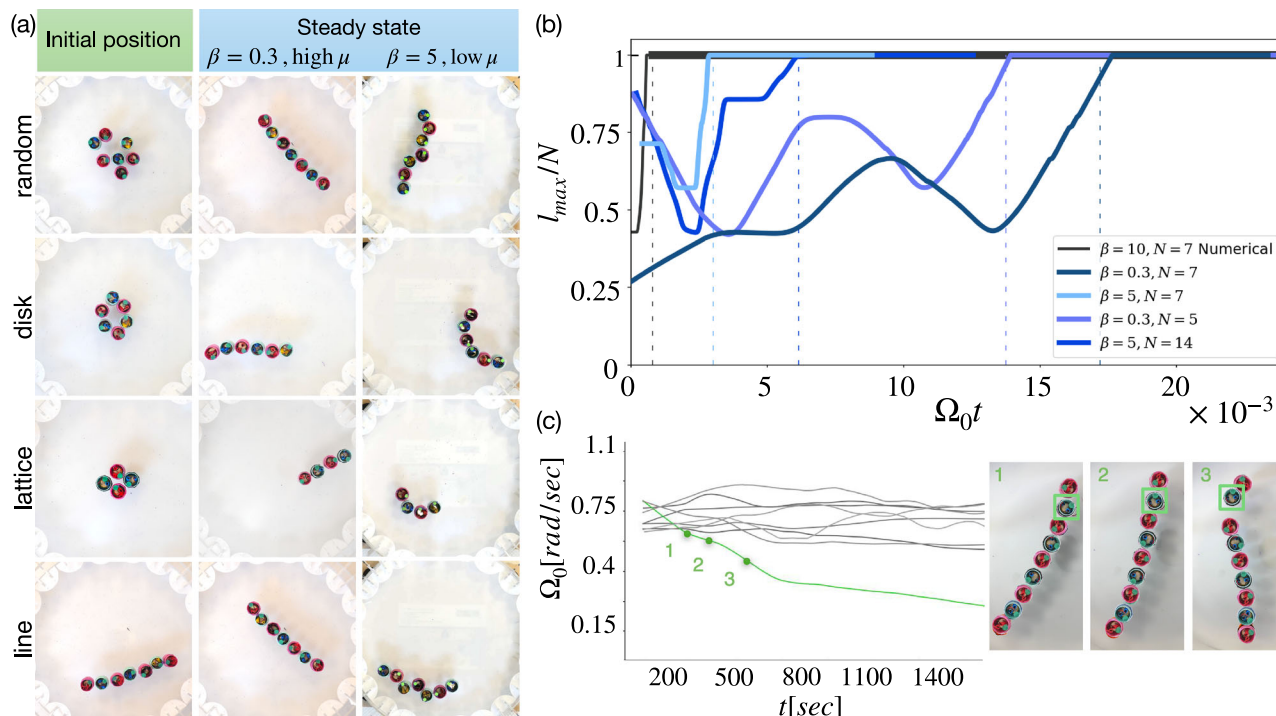 (a)
Initial position
Steady state
β = 0.3 , high μ
β = 5 , low μ
random
disk
lattice
line
(b)
l_max/N
1
0.75
0.5
0.25
0
0
5
10
15
20
Ω₀t
× 10⁻³
β = 10, N = 7 Numerical
β = 0.3, N = 7
β = 5, N = 7
β = 0.3, N = 5
β = 5, N = 14
(c)
Ω₀[rad/sec]
1.1
0.75
0.4
0.15
1
2
3
200
500
800
1100
1400
t[sec]
1
2
3